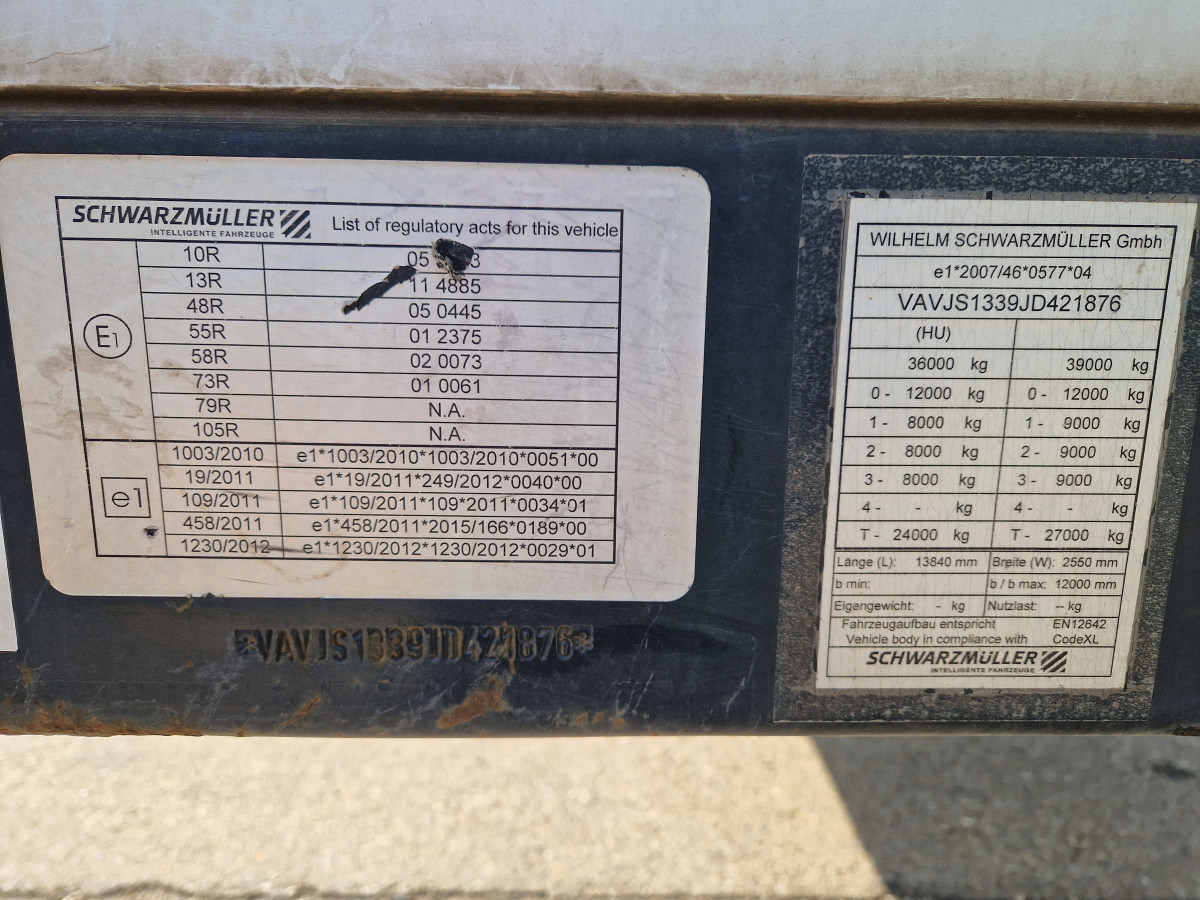 SCHWARZMÜLLER
INTELLIGENTE FAHRZEUGE
List of regulatory acts for this vehicle
E1
10R 05
13R 11 4885
48R 05 0445
55R 01 2375
58R 02 0073
73R 01 0061
79R N.A.
105R N.A.
e1
1003/2010 e1*1003/2010*1003/2010*0051*00
19/2011 e1*19/2011*249/2012*0040*00
109/2011 e1*109/2011*109*2011*0034*01
458/2011 e1*458/2011*2015/166*0189*00
1230/2012 e1*1230/2012*1230/2012*0029*01
*VAVJS1339JD421876*
WILHELM SCHWARZMÜLLER Gmbh
e1*2007/46*0577*04
VAVJS1339JD421876
(HU)
36000 kg 39000 kg
0 - 12000 kg 0 - 12000 kg
1 - 8000 kg 1 - 9000 kg
2 - 8000 kg 2 - 9000 kg
3 - 8000 kg 3 - 9000 kg
4 - - kg 4 - - kg
T - 24000 kg T - 27000 kg
Länge (L): 13840 mm Breite (W): 2550 mm
b min: b / b max: 12000 mm
Eigengewicht: - kg Nutzlast: -- kg
Fahrzeugaufbau entspricht EN12642
Vehicle body in compliance with CodeXL
SCHWARZMÜLLER
INTELLIGENTE FAHRZEUGE